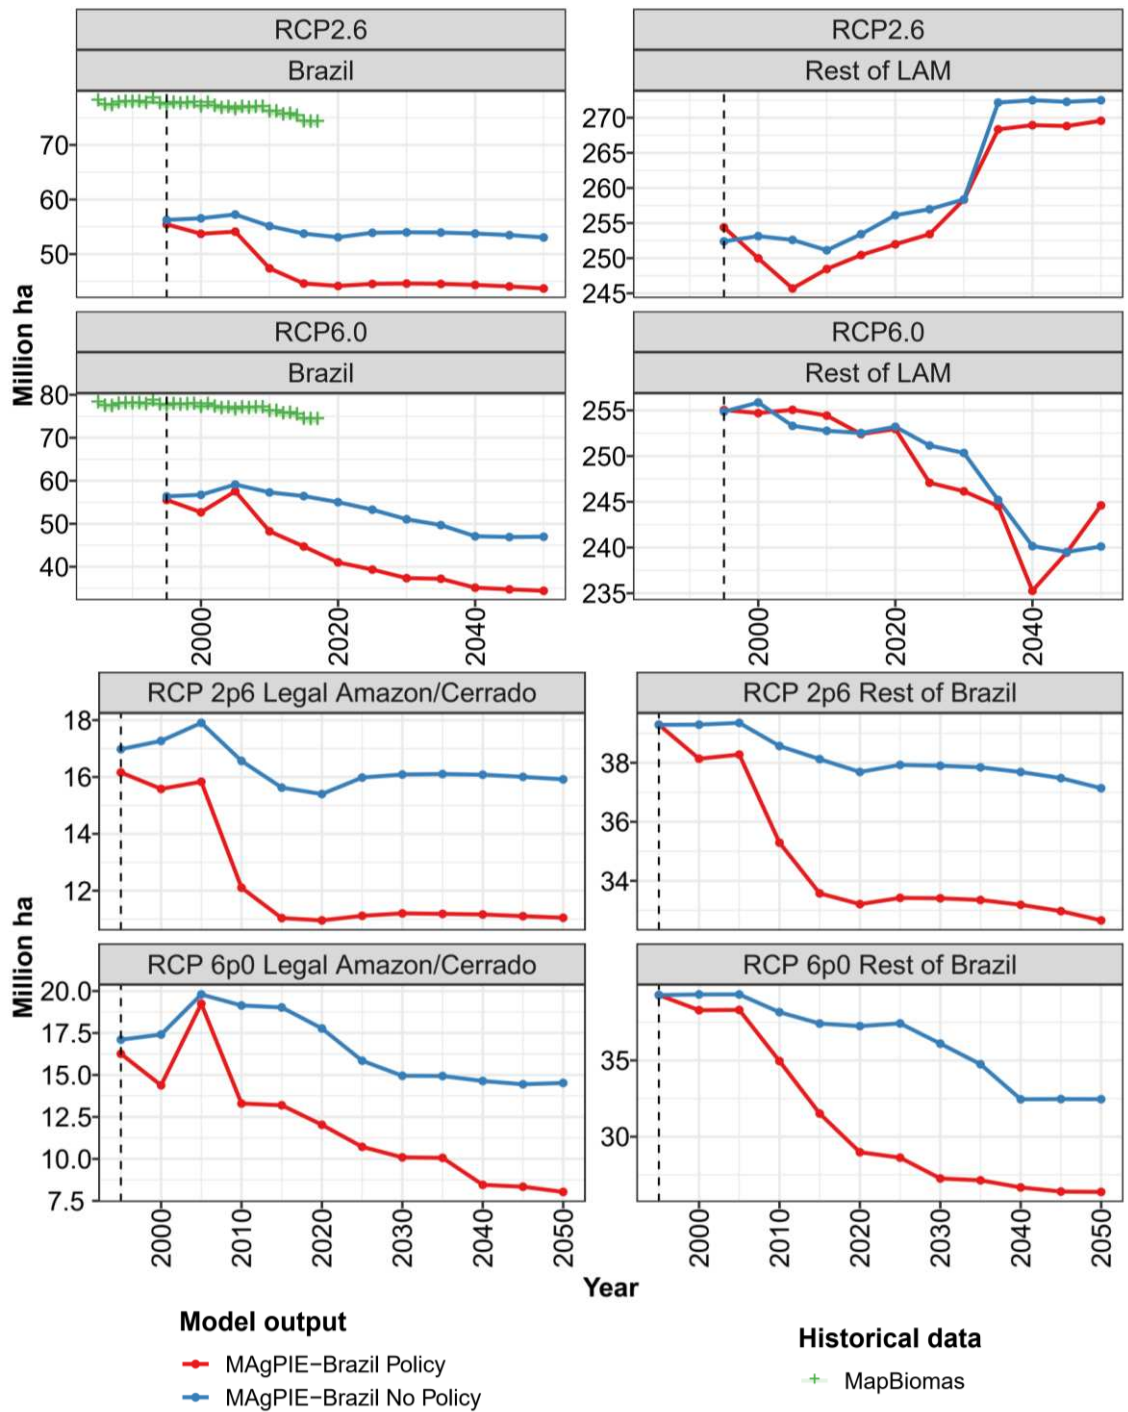 RCP2.6
RCP2.6
Brazil
Rest of LAM
70
60
50
270
265
260
255
250
245
RCP6.0
RCP6.0
Brazil
Rest of LAM
80
70
60
50
40
255
250
245
240
235
Million ha
2000
2020
2040
2000
2020
2040
RCP 2p6 Legal Amazon/Cerrado
RCP 2p6 Rest of Brazil
18
16
14
12
38
36
34
RCP 6p0 Legal Amazon/Cerrado
RCP 6p0 Rest of Brazil
20.0
17.5
15.0
12.5
10.0
7.5
35
30
Million ha
2000
2010
2020
2030
2040
2050
2000
2010
2020
2030
2040
2050
Year
Model output
MAgPIE−Brazil Policy
MAgPIE−Brazil No Policy
Historical data
MapBiomas